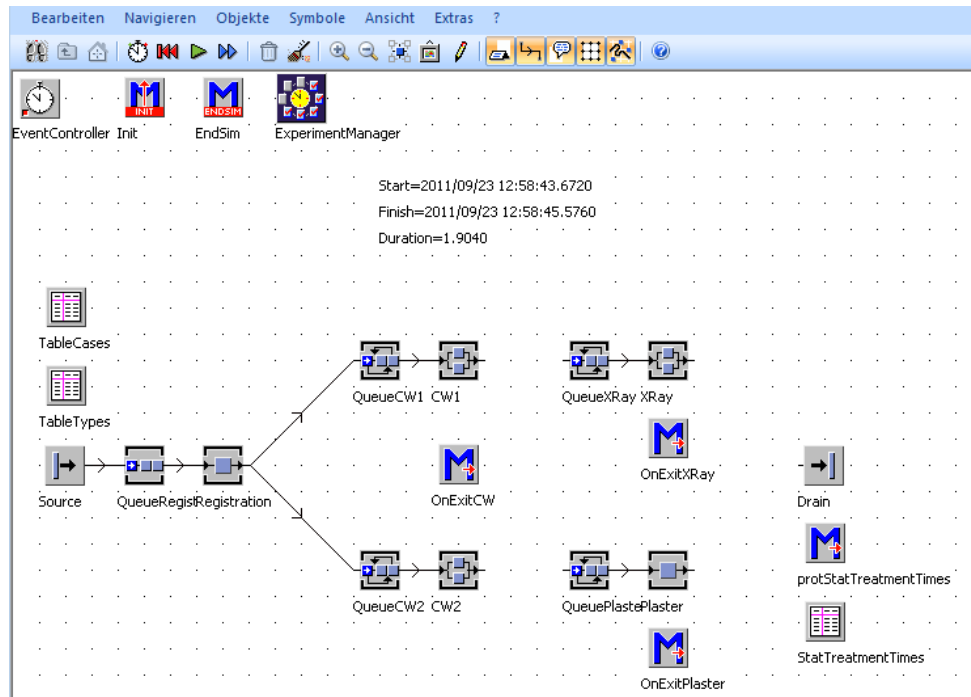 Bearbeiten Navigieren Objekte Symbole Ansicht Extras ?
EventController Init EndSim ExperimentManager
INIT
ENDSIM
Start=2011/09/23 12:58:43.6720
Finish=2011/09/23 12:58:45.5760
Duration=1.9040
TableCases
QueueCW1 CW1 QueueXRay XRay
TableTypes
OnExitXRay
Source QueueRegistRegistration OnExitCW Drain
protStatTreatmentTimes
QueueCW2 CW2 QueuePlastePlaster
StatTreatmentTimes
OnExitPlaster